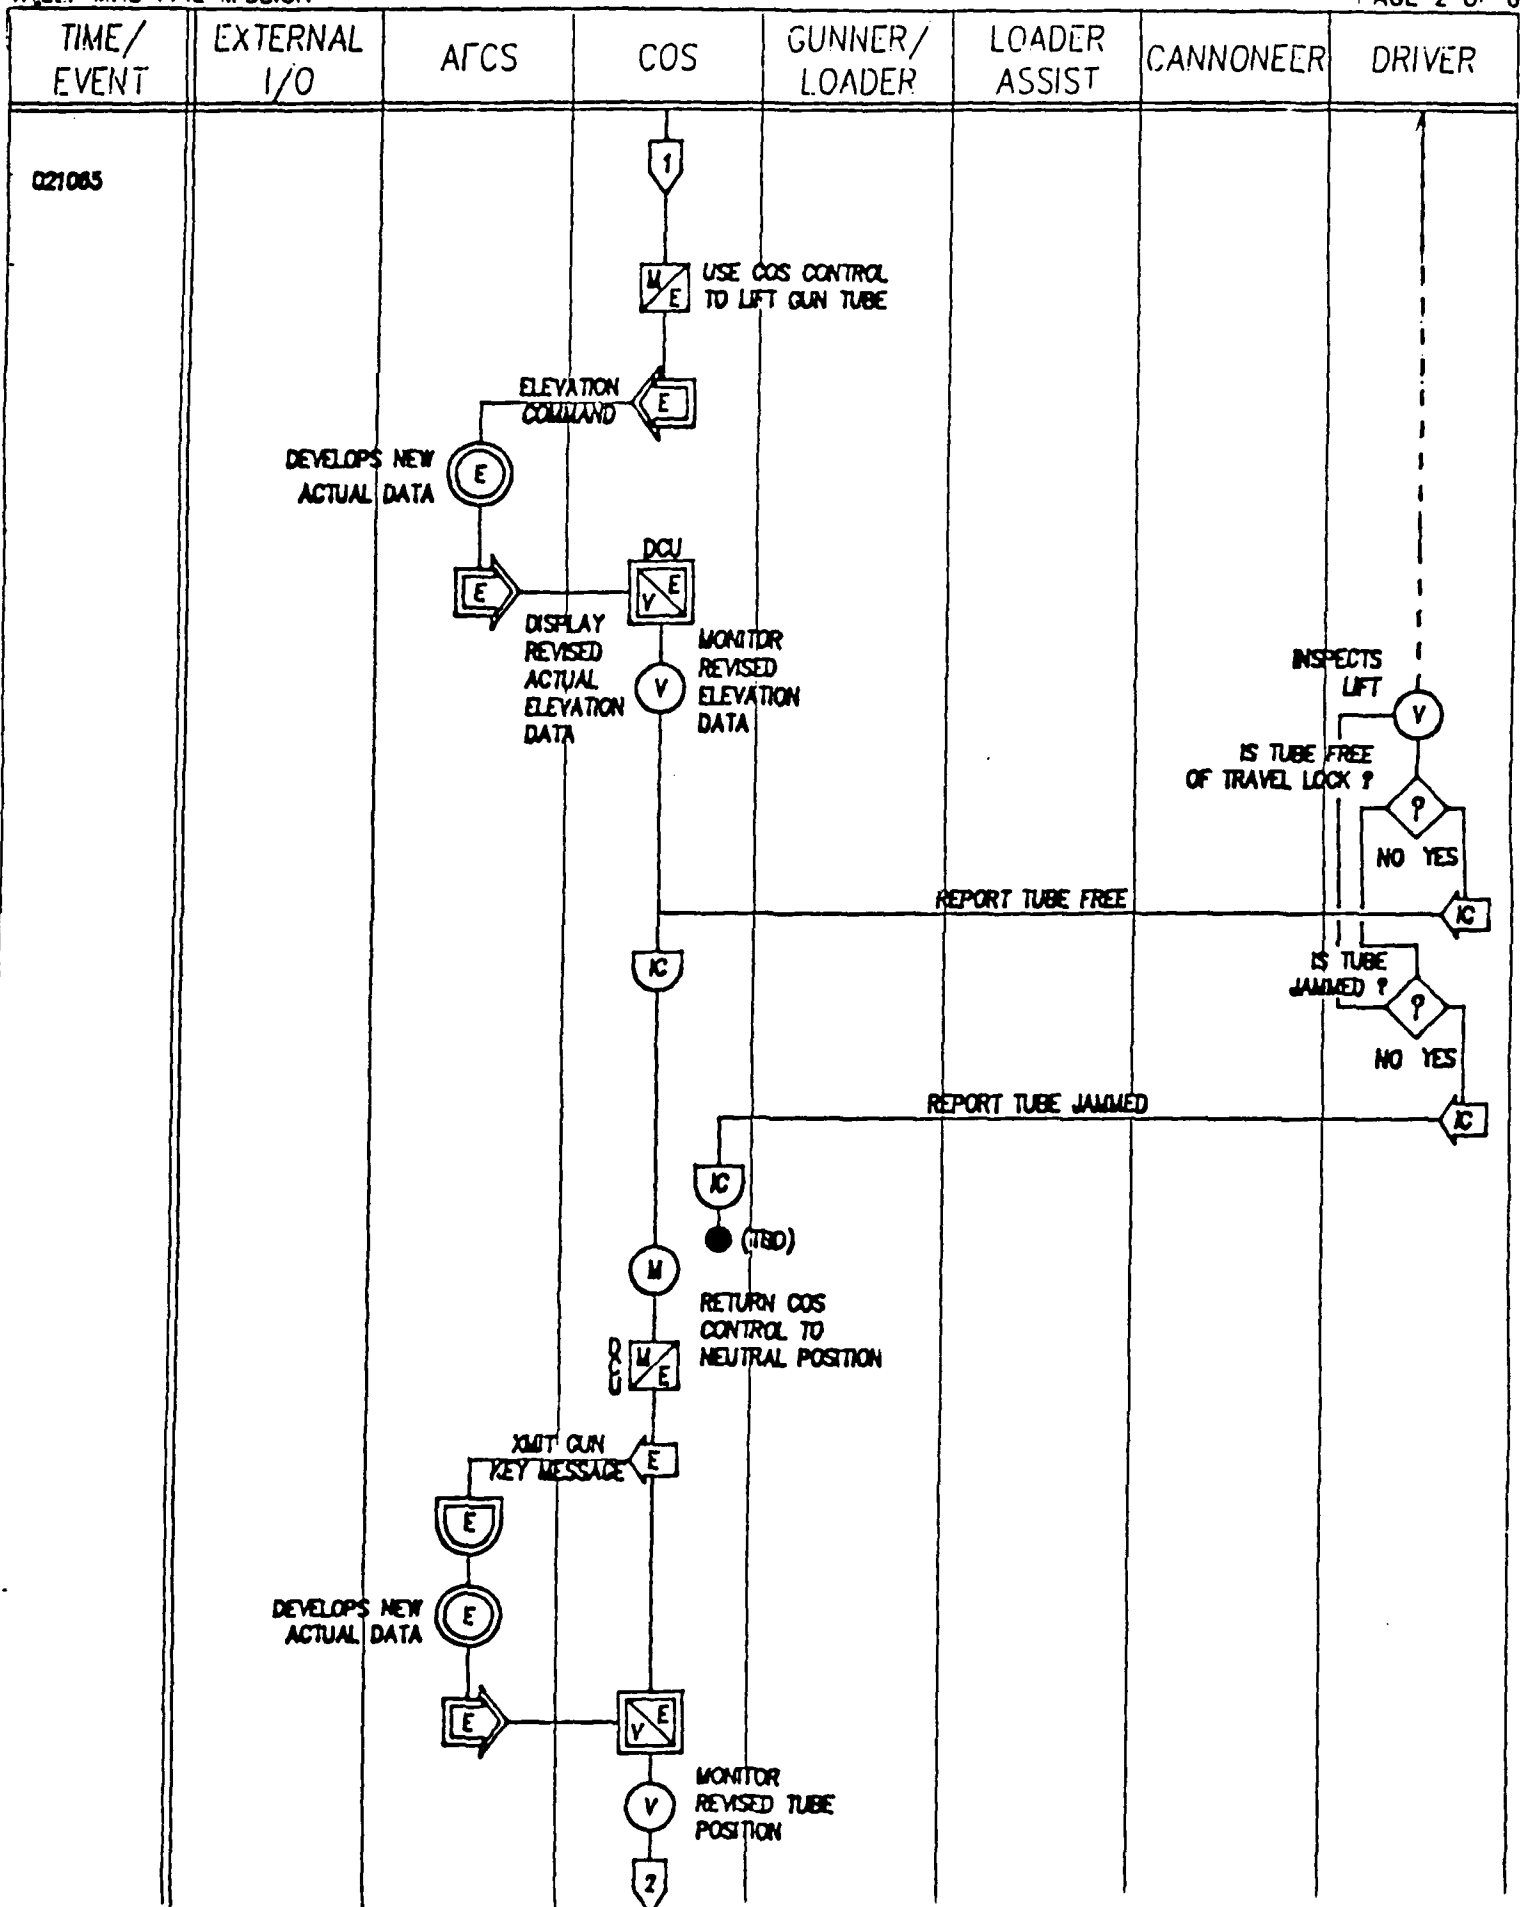 PAGE 2 OF
TIME/
EVENT
EXTERNAL
I/O
AFCS
COS
GUNNER/
LOADER
LOADER
ASSIST
CANNONEER
DRIVER
021065
1
M
E
USE COS CONTROL
TO LIFT GUN TUBE
ELEVATION
COMMAND
E
DEVELOPS NEW
ACTUAL DATA
E
DCU
E
V
E
DISPLAY
REVISED
ACTUAL
ELEVATION
DATA
V
MONITOR
REVISED
ELEVATION
DATA
INSPECTS
LIFT
V
IS TUBE FREE
OF TRAVEL LOCK ?
?
NO YES
REPORT TUBE FREE
IC
IC
IS TUBE
JAMMED ?
?
NO YES
REPORT TUBE JAMMED
IC
IC
(TBD)
M
RETURN COS
CONTROL TO
NEUTRAL POSITION
DCU
M
E
XMIT GUN
KEY MESSAGE
E
E
DEVELOPS NEW
ACTUAL DATA
E
E
V
E
MONITOR
REVISED TUBE
POSITION
V
2